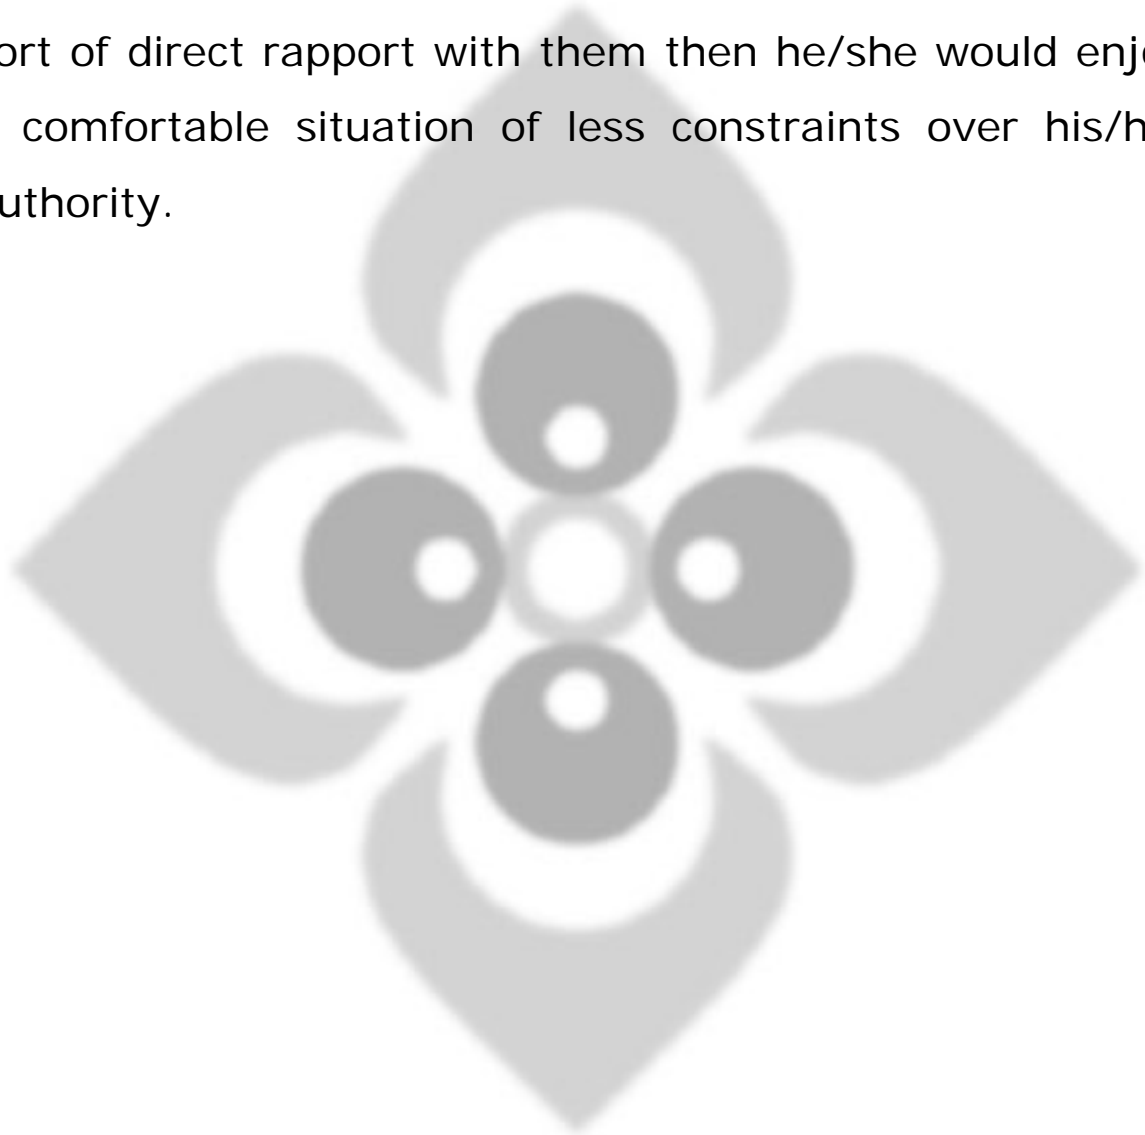 ort of direct rapport with them then he/she would enj
comfortable situation of less constraints over his/h
uthority.